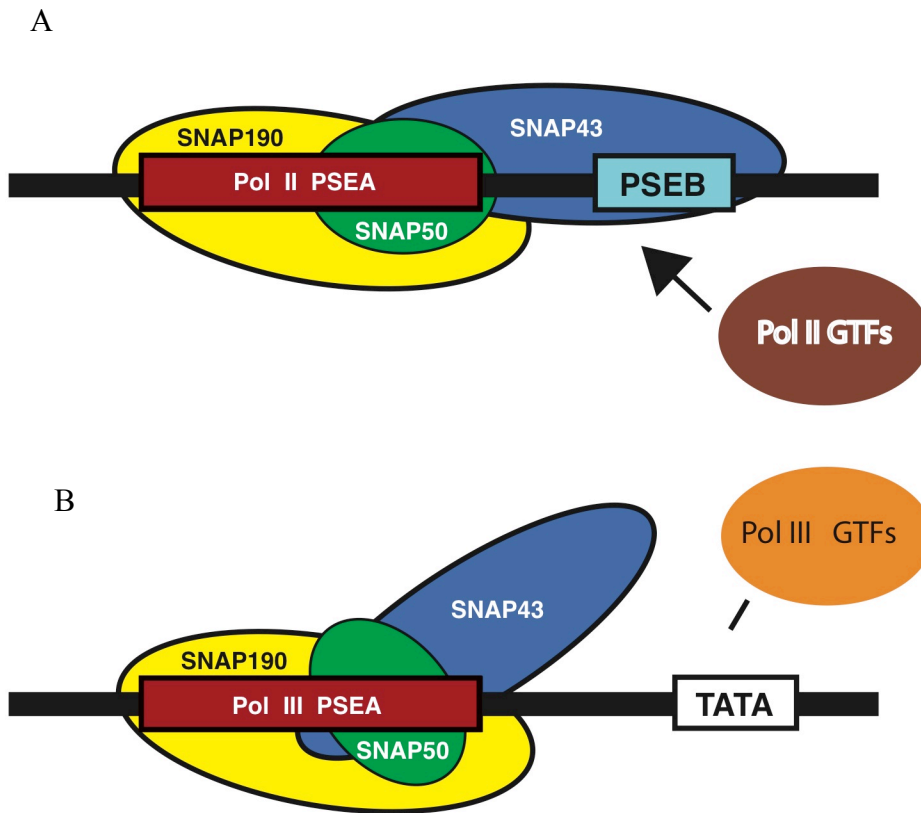 A
SNAP190
SNAP43
Pol II PSEA
PSEB
SNAP50
Pol II GTFs
B
Pol III GTFs
SNAP43
SNAP190
Pol III PSEA
TATA
SNAP50